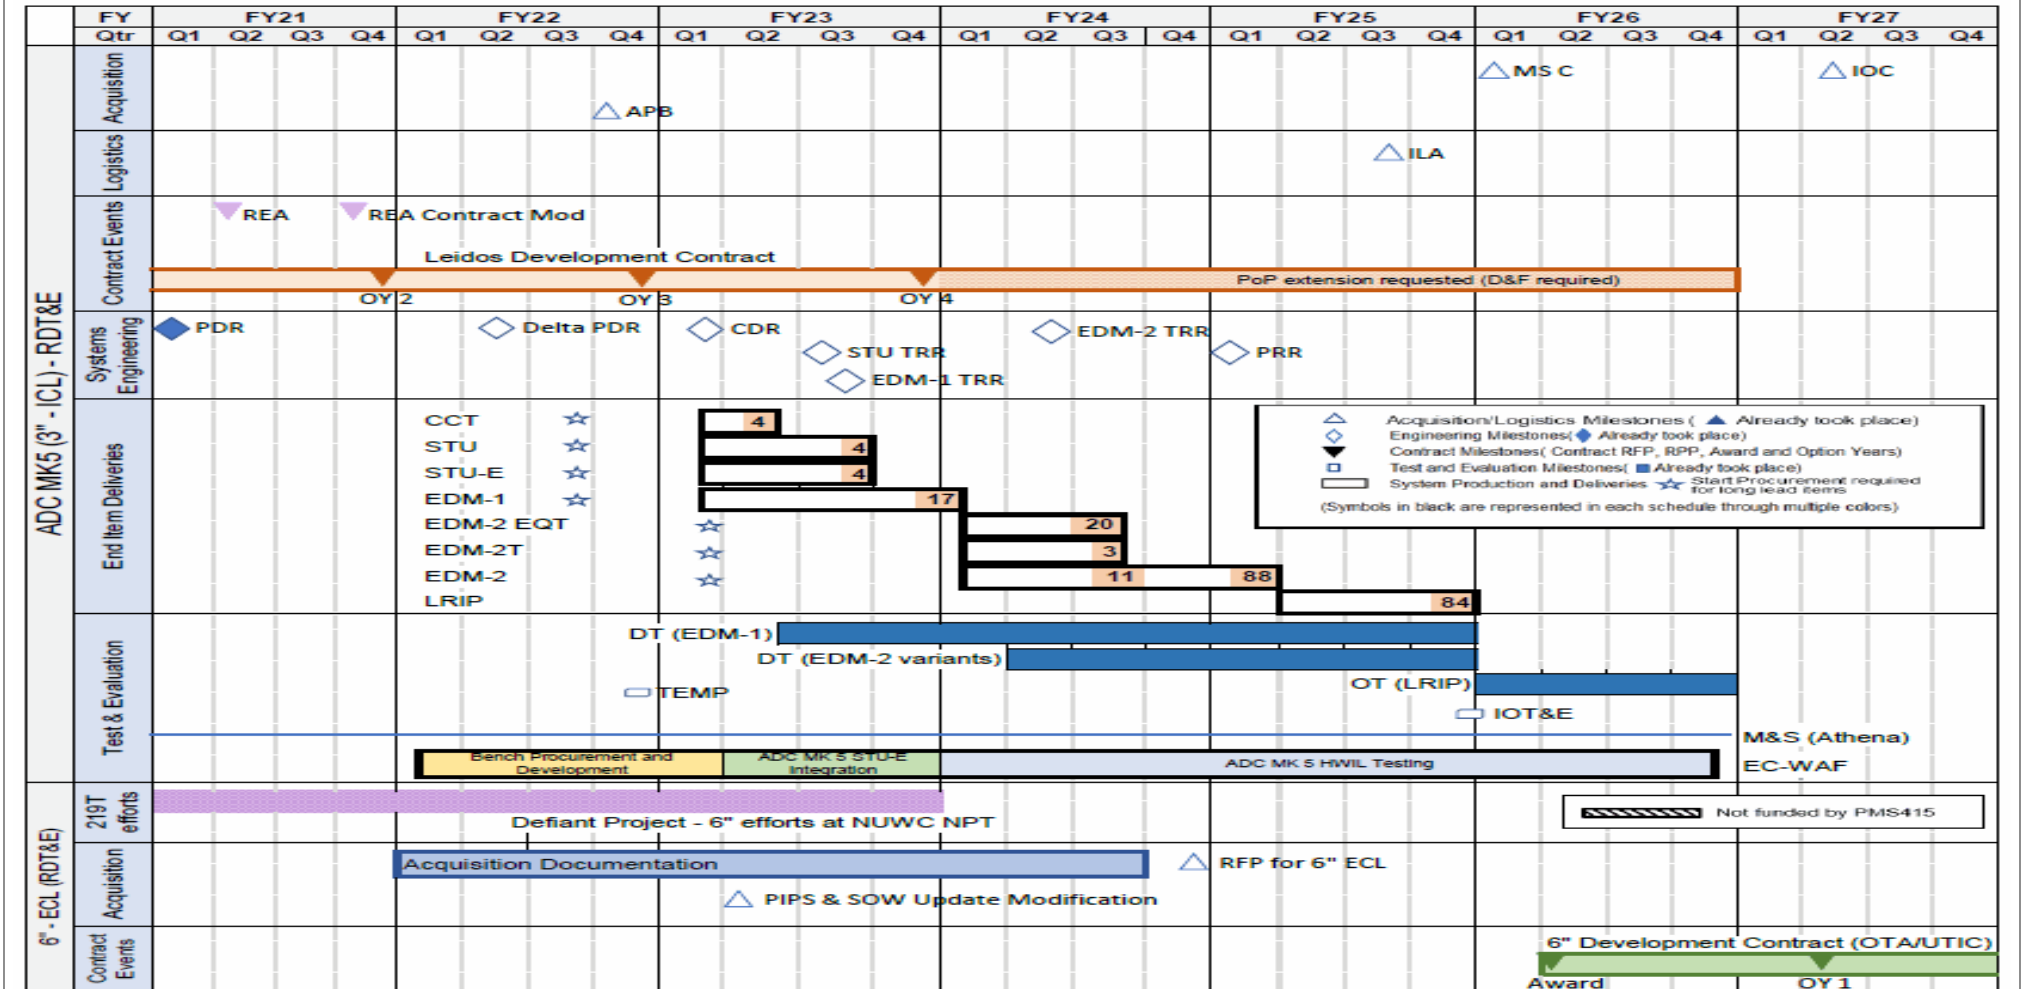 FY FY21 FY22 FY23 FY24 FY25 FY26 FY27
Qtr Q1 Q2 Q3 Q4 Q1 Q2 Q3 Q4 Q1 Q2 Q3 Q4 Q1 Q2 Q3 Q4 Q1 Q2 Q3 Q4 Q1 Q2 Q3 Q4 Q1 Q2 Q3 Q4
ADC MK5 (3" - ICL) - RDT&E
Acquisition
MS C
IOC
APB
Logistics
ILA
Contract Events
REA
REA Contract Mod
Leidos Development Contract
PoP extension requested (D&F required)
OY 2
OY 3
OY 4
Systems
Engineering
PDR
Delta PDR
CDR
EDM-2 TRR
STU TRR
PRR
EDM-1 TRR
End Item Deliveries
CCT 4
STU 4
STU-E 4
EDM-1 17
EDM-2 EQT 20
EDM-2T 3
EDM-2 11 88
LRIP 84
Acquisition/Logistics Milestones ( Already took place)
Engineering Milestones( Already took place)
Contract Milestones( Contract RFP, RPP, Award and Option Years)
Test and Evaluation Milestones( Already took place)
System Production and Deliveries
Start Procurement required
for long lead items
(Symbols in black are represented in each schedule through multiple colors)
Test & Evaluation
DT (EDM-1)
DT (EDM-2 variants)
OT (LRIP)
TEMP
IOT&E
M&S (Athena)
Bench Procurement and
Development
ADC MK 5 STU-E
Integration
ADC MK 5 HWIL Testing
EC-WAF
6" - ECL (RDT&E)
219T
efforts
Defiant Project - 6" efforts at NUWC NPT
Not funded by PMS415
Acquisition
Acquisition Documentation
RFP for 6" ECL
PIPS & SOW Update Modification
Contract
Events
6" Development Contract (OTA/UTIC)
Award
OY 1